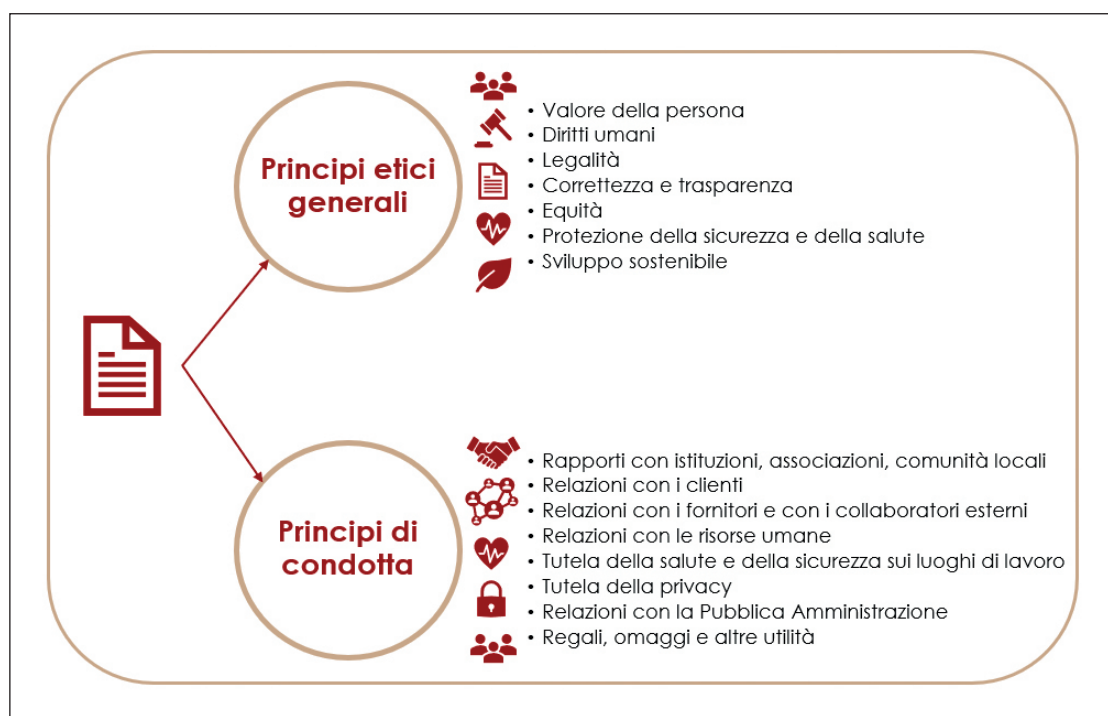 Principi etici
generali
• Valore della persona
• Diritti umani
• Legalità
• Correttezza e trasparenza
• Equità
• Protezione della sicurezza e della salute
• Sviluppo sostenibile
Principi di
condotta
• Rapporti con istituzioni, associazioni, comunità locali
• Relazioni con i clienti
• Relazioni con i fornitori e con i collaboratori esterni
• Relazioni con le risorse umane
• Tutela della salute e della sicurezza sui luoghi di lavoro
• Tutela della privacy
• Relazioni con la Pubblica Amministrazione
• Regali, omaggi e altre utilità